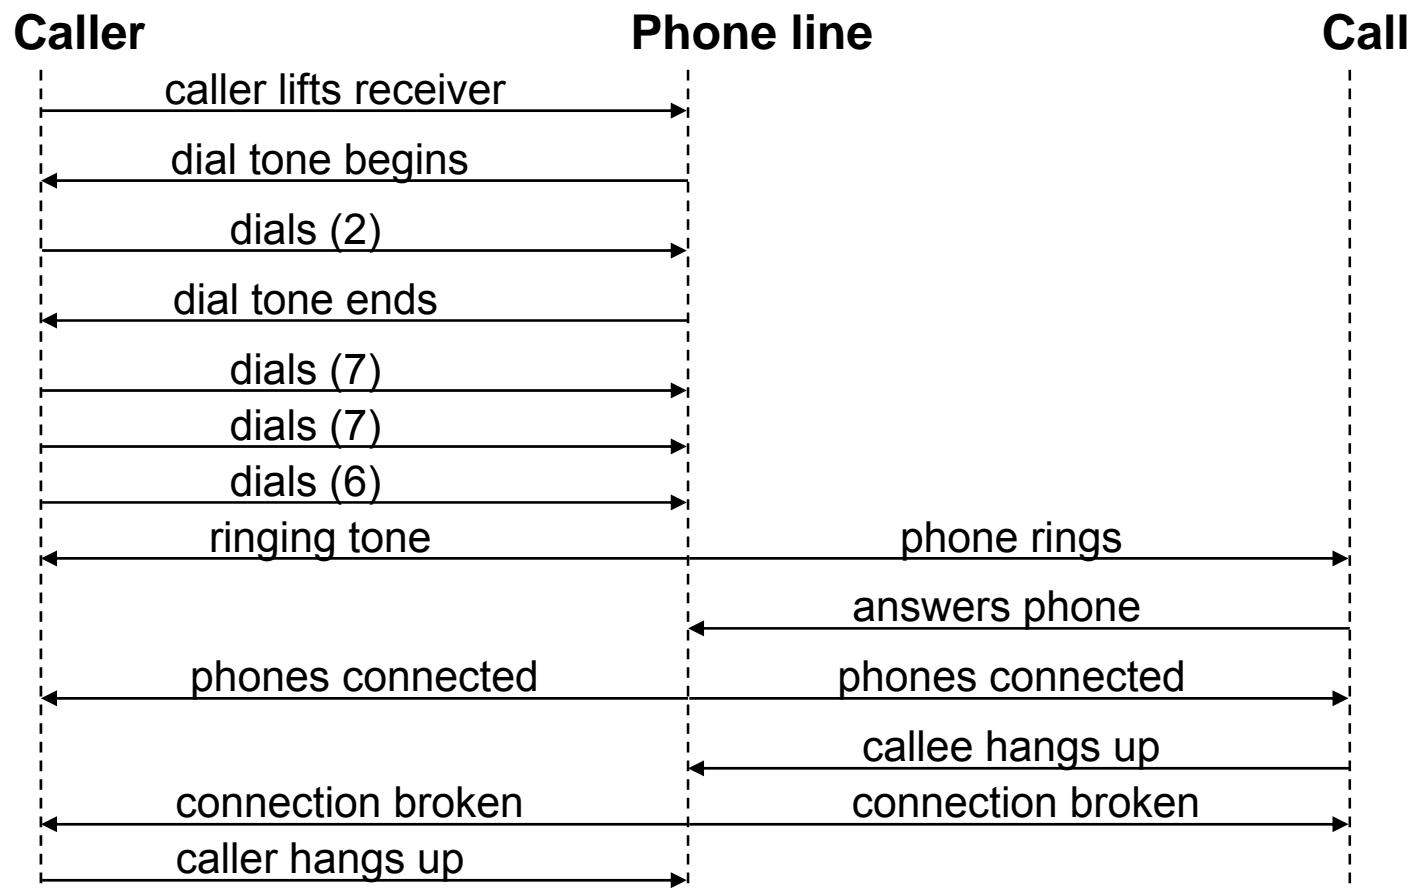 Caller Phone line Call
caller lifts receiver
dial tone begins
dials (2)
dial tone ends
dials (7)
dials (7)
dials (6)
ringing tone phone rings
answers phone
phones connected phones connected
callee hangs up
connection broken connection broken
caller hangs up